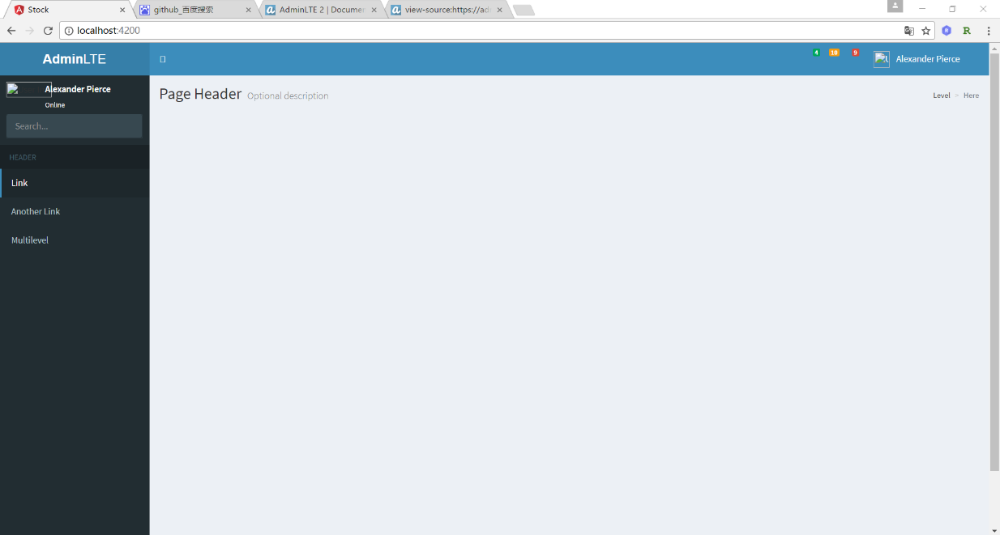 Stock
github_百度搜索
AdminLTE 2 | Documen
view-source:https://ad
localhost:4200
AdminLTE
4
10
9
Alexander Pierce
Alexander Pierce
Online
Search...
HEADER
Link
Another Link
Multilevel
Page Header Optional description
Level > Here